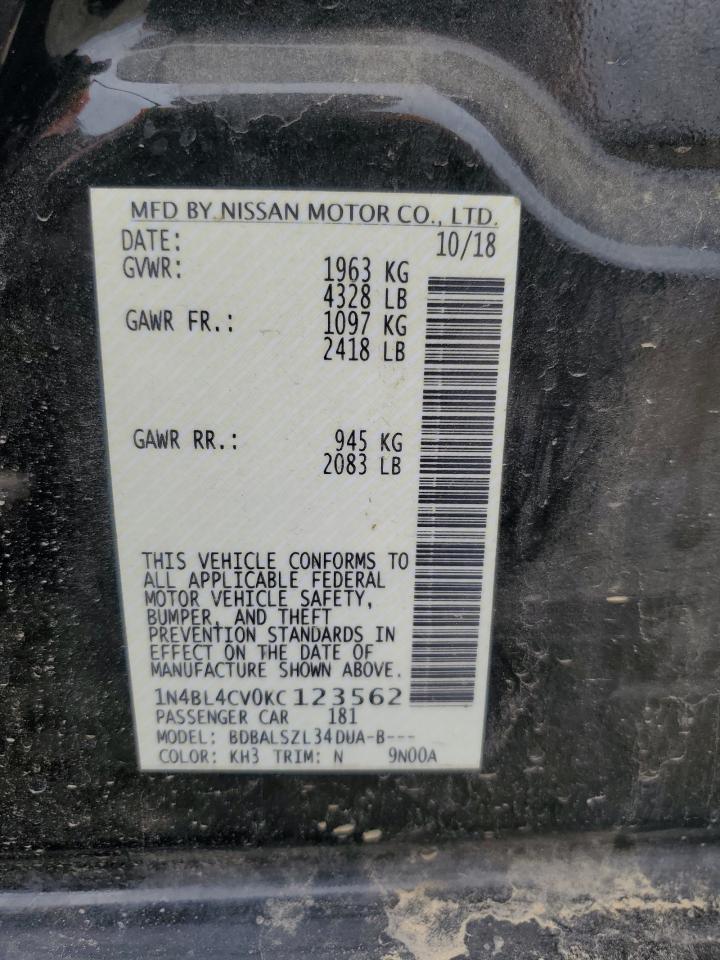 MFD BY NISSAN MOTOR CO., LTD.
DATE: 10/18
GVWR: 1963 KG
4328 LB
GAWR FR.: 1097 KG
2418 LB
GAWR RR.: 945 KG
2083 LB
THIS VEHICLE CONFORMS TO
ALL APPLICABLE FEDERAL
MOTOR VEHICLE SAFETY,
BUMPER, AND THEFT
PREVENTION STANDARDS IN
EFFECT ON THE DATE OF
MANUFACTURE SHOWN ABOVE.
1N4BL4CV0KC123562
PASSENGER CAR 181
MODEL: BDBALSZL34DUA-B---
COLOR: KH3 TRIM: N 9N00A